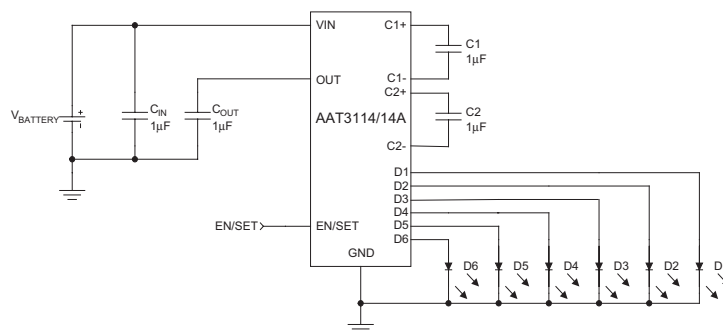 VIN
C1+
C1
1μF
C1-
OUT
C2+
C2
1μF
C2-
VBATTERY
+
-
CIN
1μF
COUT
1μF
AAT3114/14A
D1
D2
D3
D4
D5
D6
EN/SET
EN/SET
GND
D6
D5
D4
D3
D2
D